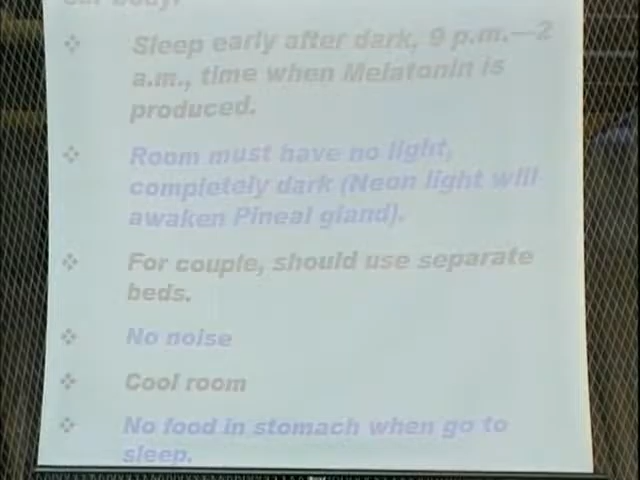 our body.
❖ Sleep early after dark, 9 p.m.—2
a.m., time when Melatonin is
produced.
❖ Room must have no light,
completely dark (Neon light will
awaken Pineal gland).
❖ For couple, should use separate
beds.
❖ No noise
❖ Cool room
❖ No food in stomach when go to
sleep.